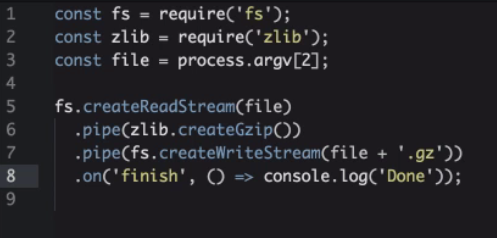 1 const fs = require('fs');
2 const zlib = require('zlib');
3 const file = process.argv[2];
4
5 fs.createReadStream(file)
6 .pipe(zlib.createGzip())
7 .pipe(fs.createWriteStream(file + '.gz'))
8 .on('finish', () => console.log('Done'));
9